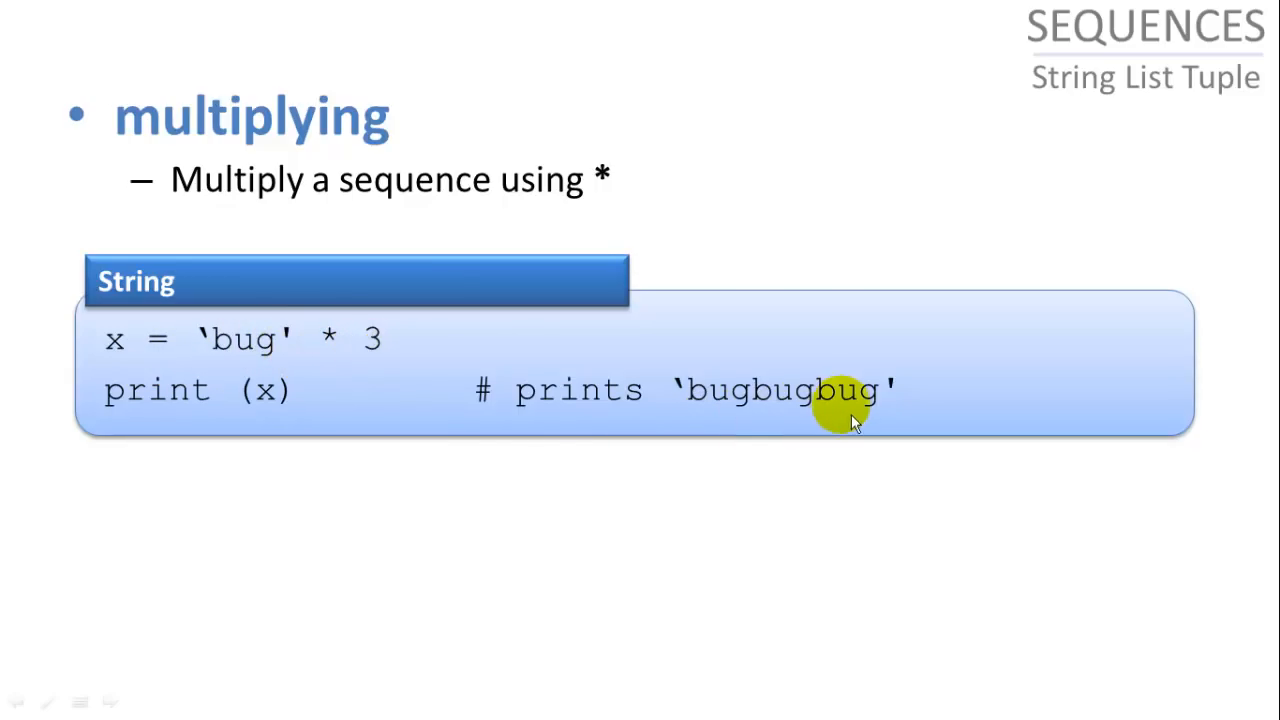 SEQUENCES
String List Tuple
• multiplying
– Multiply a sequence using *
String
x = ‛bug' * 3
print (x) # prints ‛bugbugbug'